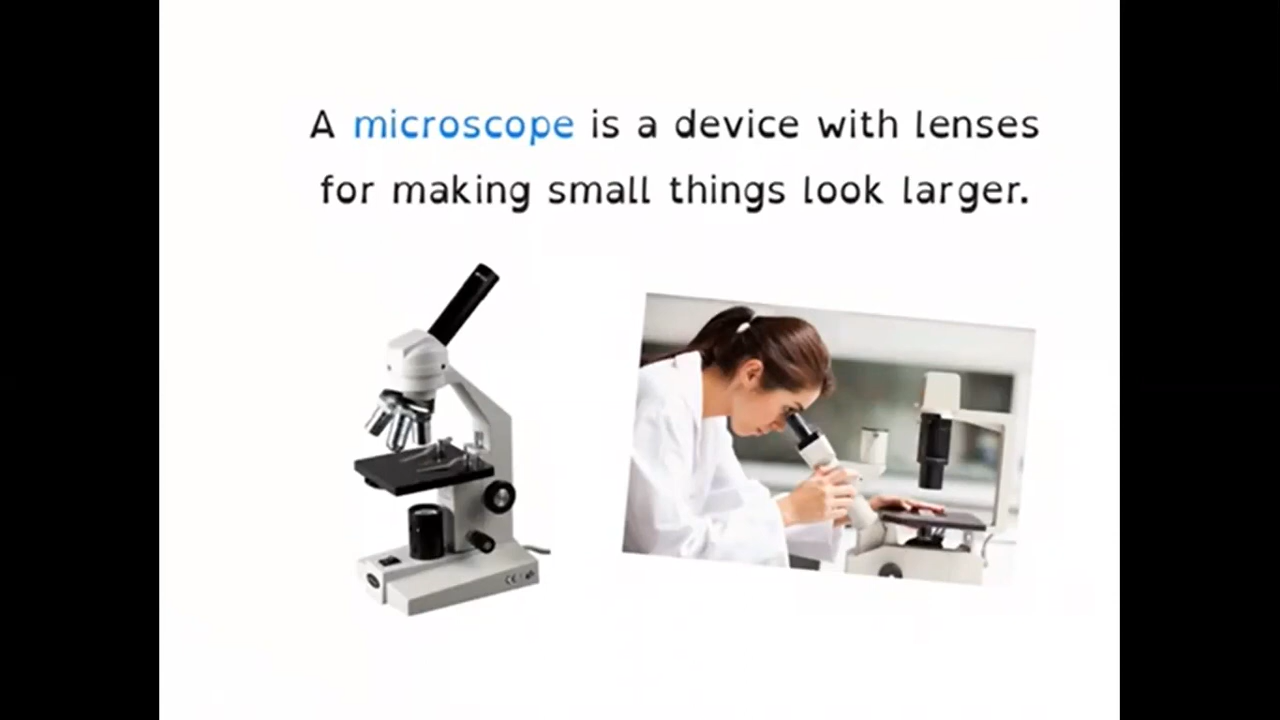 A microscope is a device with lenses
for making small things look larger.